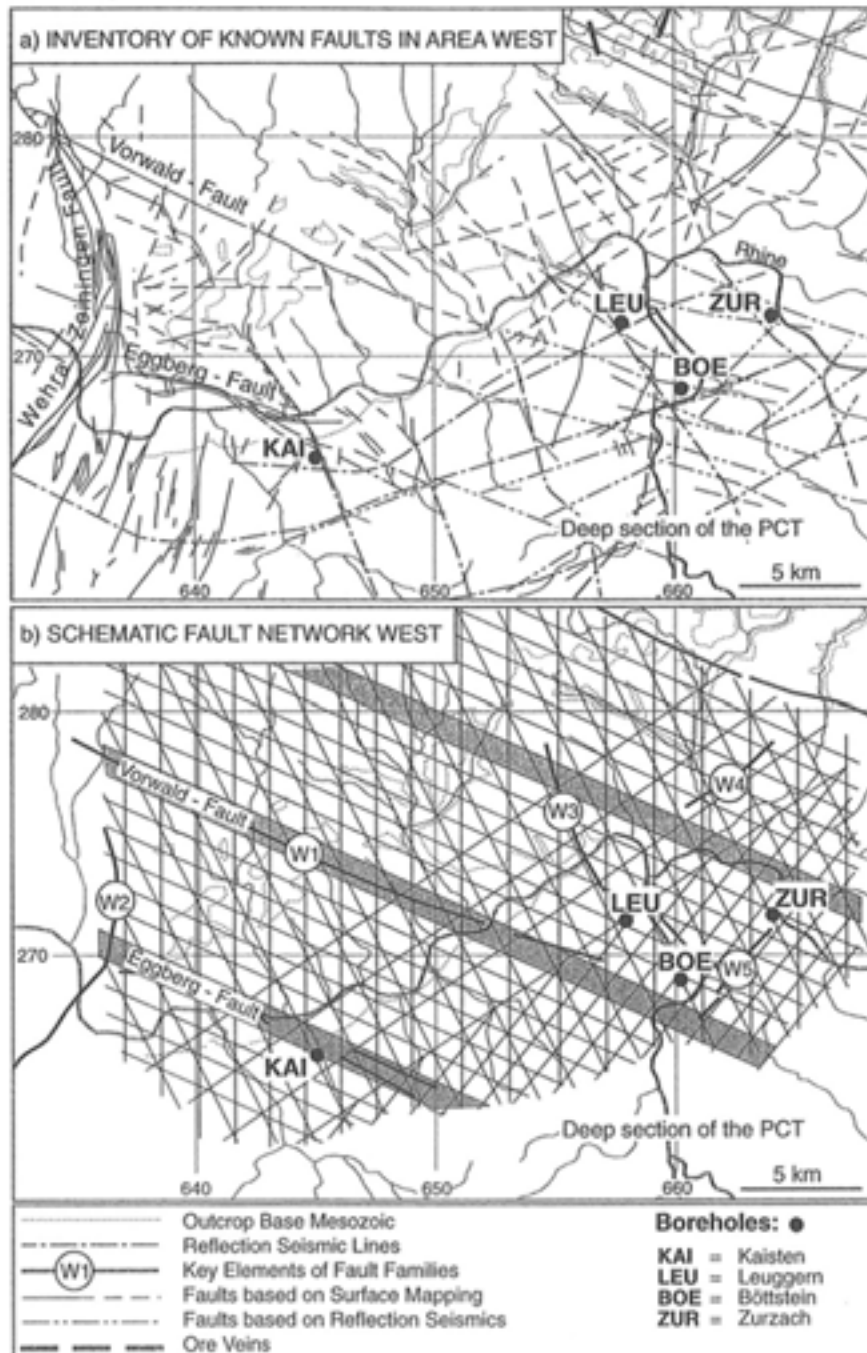 a) INVENTORY OF KNOWN FAULTS IN AREA WEST
280
Vorwald - Fault
Wehra - Zeiningen Fault
Rhine
LEU
ZUR
270
Eggberg - Fault
BOE
KAI
Deep section of the PCT
640
650
660
5 km
b) SCHEMATIC FAULT NETWORK WEST
280
W4
Vorwald - Fault
W3
W1
W2
LEU
ZUR
270
Eggberg - Fault
BOE
W5
KAI
Deep section of the PCT
640
650
660
5 km
Outcrop Base Mesozoic
Reflection Seismic Lines
W1 Key Elements of Fault Families
Faults based on Surface Mapping
Faults based on Reflection Seismics
Ore Veins
Boreholes:
KAI = Kaisten
LEU = Leuggern
BOE = Böttstein
ZUR = Zurzach